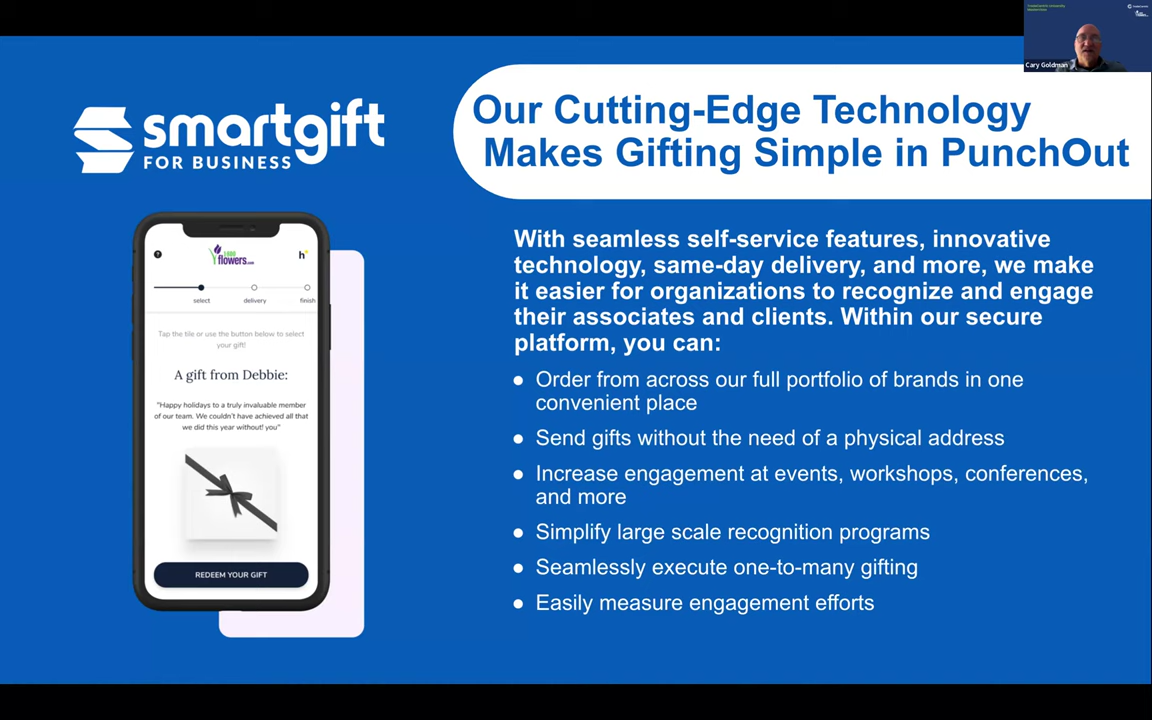 Cary Goldman
smartgift
FOR BUSINESS
Our Cutting-Edge Technology
Makes Gifting Simple in PunchOut
1 800
flowers.com
h
select
delivery
finish
Tap the tile or use the button below to select
your gift!
A gift from Debbie:
"Happy holidays to a truly invaluable member
of our team. We couldn't have achieved all that
we did this year without! you"
REDEEM YOUR GIFT
With seamless self-service features, innovative
technology, same-day delivery, and more, we make
it easier for organizations to recognize and engage
their associates and clients. Within our secure
platform, you can:
● Order from across our full portfolio of brands in one
convenient place
● Send gifts without the need of a physical address
● Increase engagement at events, workshops, conferences,
and more
● Simplify large scale recognition programs
● Seamlessly execute one-to-many gifting
● Easily measure engagement efforts